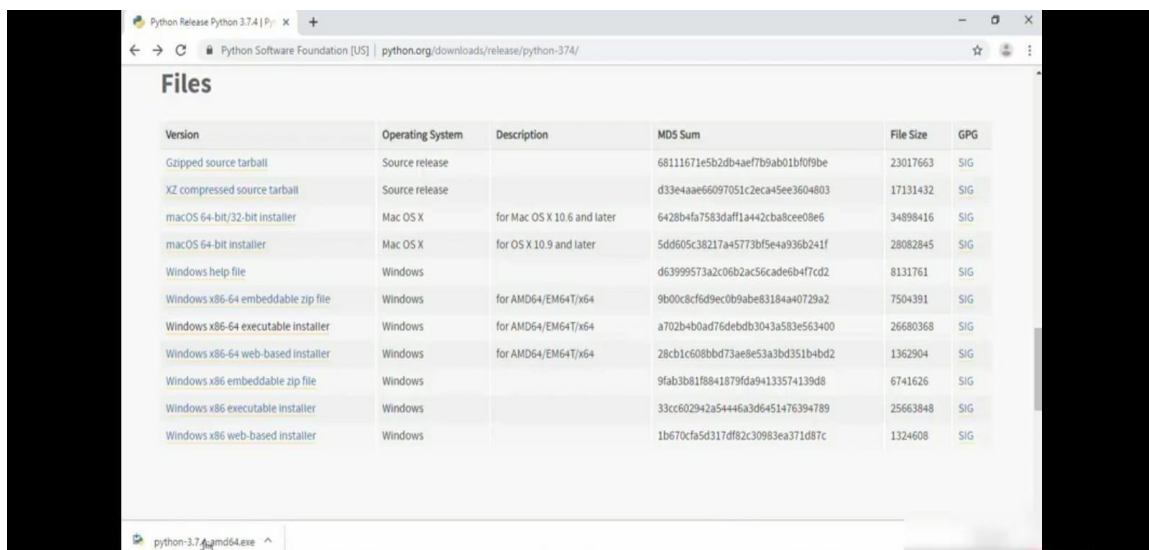 Python Release Python 3.7.4 | Py
Python Software Foundation [US] | python.org/downloads/release/python-374/
Files
Version Operating System Description MD5 Sum File Size GPG
Gzipped source tarball Source release 68111671e5b2db4aef7b9ab01bf0f9be 23017663 SIG
XZ compressed source tarball Source release d33e4aae66097051c2eca45ee3604803 17131432 SIG
macOS 64-bit/32-bit installer Mac OS X for Mac OS X 10.6 and later 6428b4fa7583daff1a442cba8cee08e6 34898416 SIG
macOS 64-bit installer Mac OS X for OS X 10.9 and later 5dd605c38217a45773bf5e4a936b241f 28082845 SIG
Windows help file Windows d63999573a2c06b2ac56cade6b4f7cd2 8131761 SIG
Windows x86-64 embeddable zip file Windows for AMD64/EM64T/x64 9b00c8cf6d9ec0b9abe83184a40729a2 7504391 SIG
Windows x86-64 executable installer Windows for AMD64/EM64T/x64 a702b4b0ad76debdb3043a583e563400 26680368 SIG
Windows x86-64 web-based installer Windows for AMD64/EM64T/x64 28cb1c608bbd73ae8e53a3bd351b4bd2 1362904 SIG
Windows x86 embeddable zip file Windows 9fab3b81f8841879fda94133574139d8 6741626 SIG
Windows x86 executable installer Windows 33cc602942a54446a3d6451476394789 25663848 SIG
Windows x86 web-based installer Windows 1b670cfa5d317df82c30983ea371d87c 1324608 SIG
python-3.7.4-amd64.exe